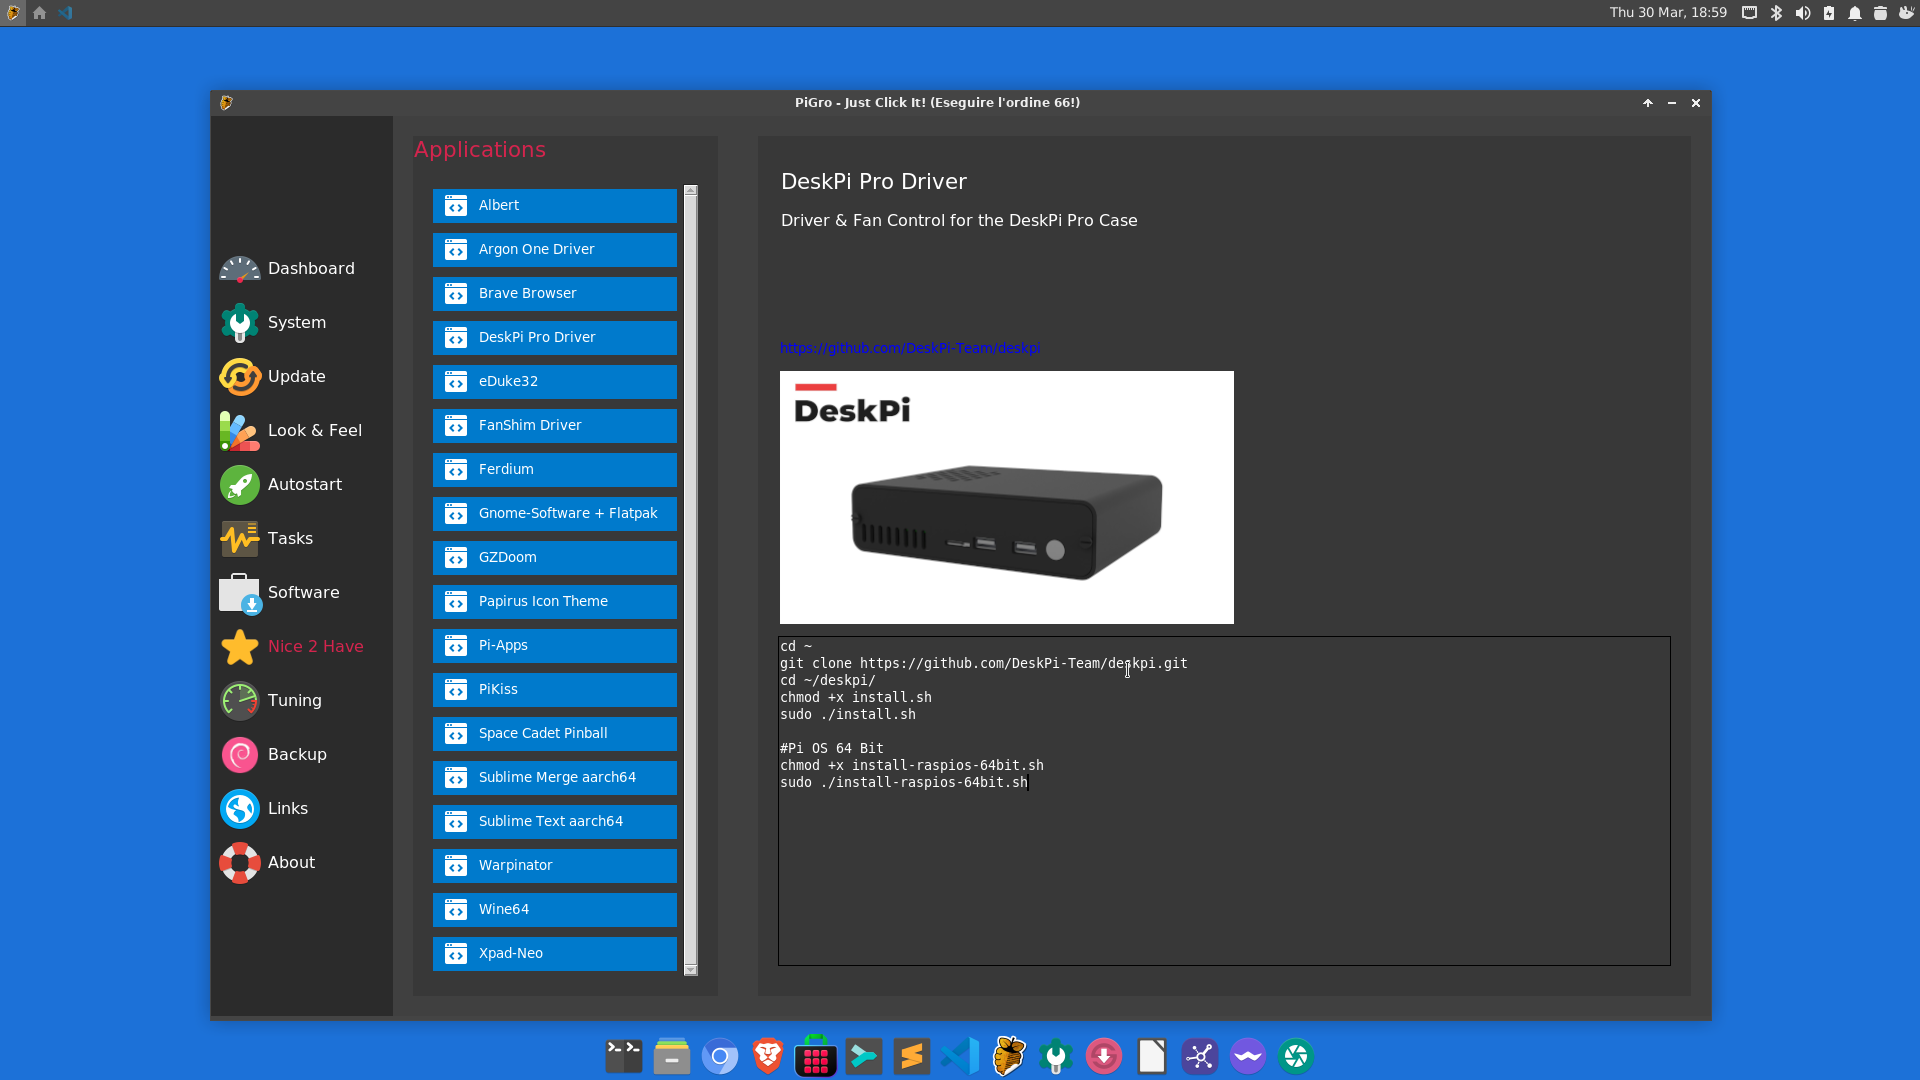 Thu 30 Mar, 18:59
PiGro - Just Click It! (Eseguire l'ordine 66!)
Dashboard
System
Update
Look & Feel
Autostart
Tasks
Software
Nice 2 Have
Tuning
Backup
Links
About
Applications
Albert
Argon One Driver
Brave Browser
DeskPi Pro Driver
eDuke32
FanShim Driver
Ferdium
Gnome-Software + Flatpak
GZDoom
Papirus Icon Theme
Pi-Apps
PiKiss
Space Cadet Pinball
Sublime Merge aarch64
Sublime Text aarch64
Warpinator
Wine64
Xpad-Neo
DeskPi Pro Driver
Driver & Fan Control for the DeskPi Pro Case
https://github.com/DeskPi-Team/deskpi
DeskPi
cd ~
git clone https://github.com/DeskPi-Team/deskpi.git
cd ~/deskpi/
chmod +x install.sh
sudo ./install.sh
#Pi OS 64 Bit
chmod +x install-raspios-64bit.sh
sudo ./install-raspios-64bit.sh